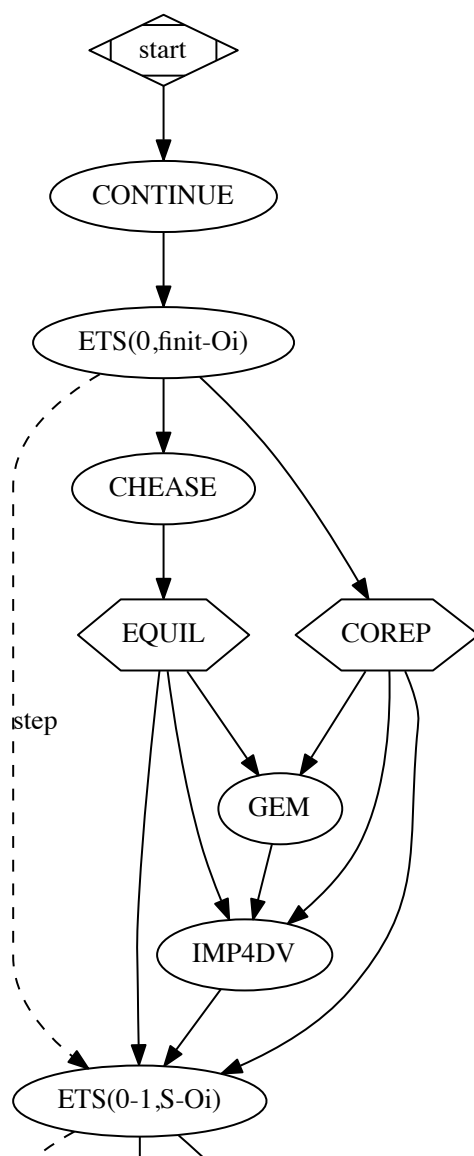 start
CONTINUE
ETS(0,finit-Oi)
CHEASE
EQUIL
COREP
step
GEM
IMP4DV
ETS(0-1,S-Oi)